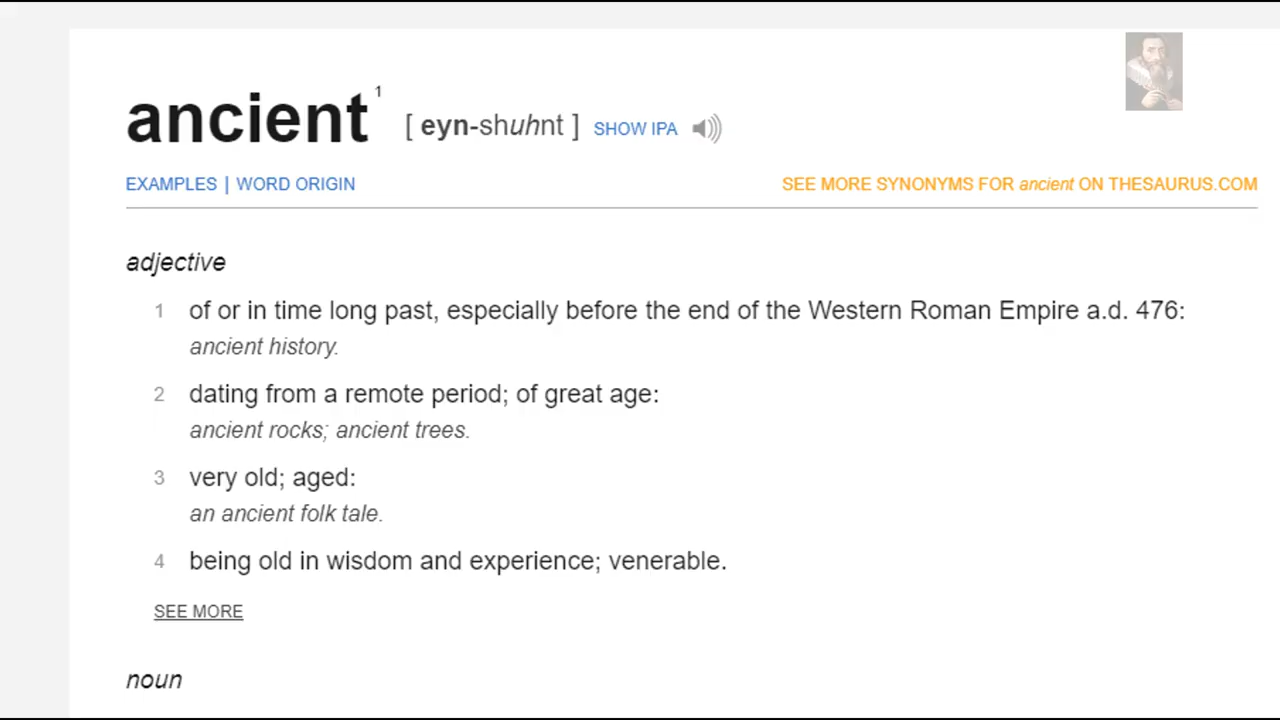 ancient 1 [ eyn-shuhnt ] SHOW IPA
EXAMPLES | WORD ORIGIN SEE MORE SYNONYMS FOR ancient ON THESAURUS.COM
adjective
1 of or in time long past, especially before the end of the Western Roman Empire a.d. 476:
ancient history.
2 dating from a remote period; of great age:
ancient rocks; ancient trees.
3 very old; aged:
an ancient folk tale.
4 being old in wisdom and experience; venerable.
SEE MORE
noun